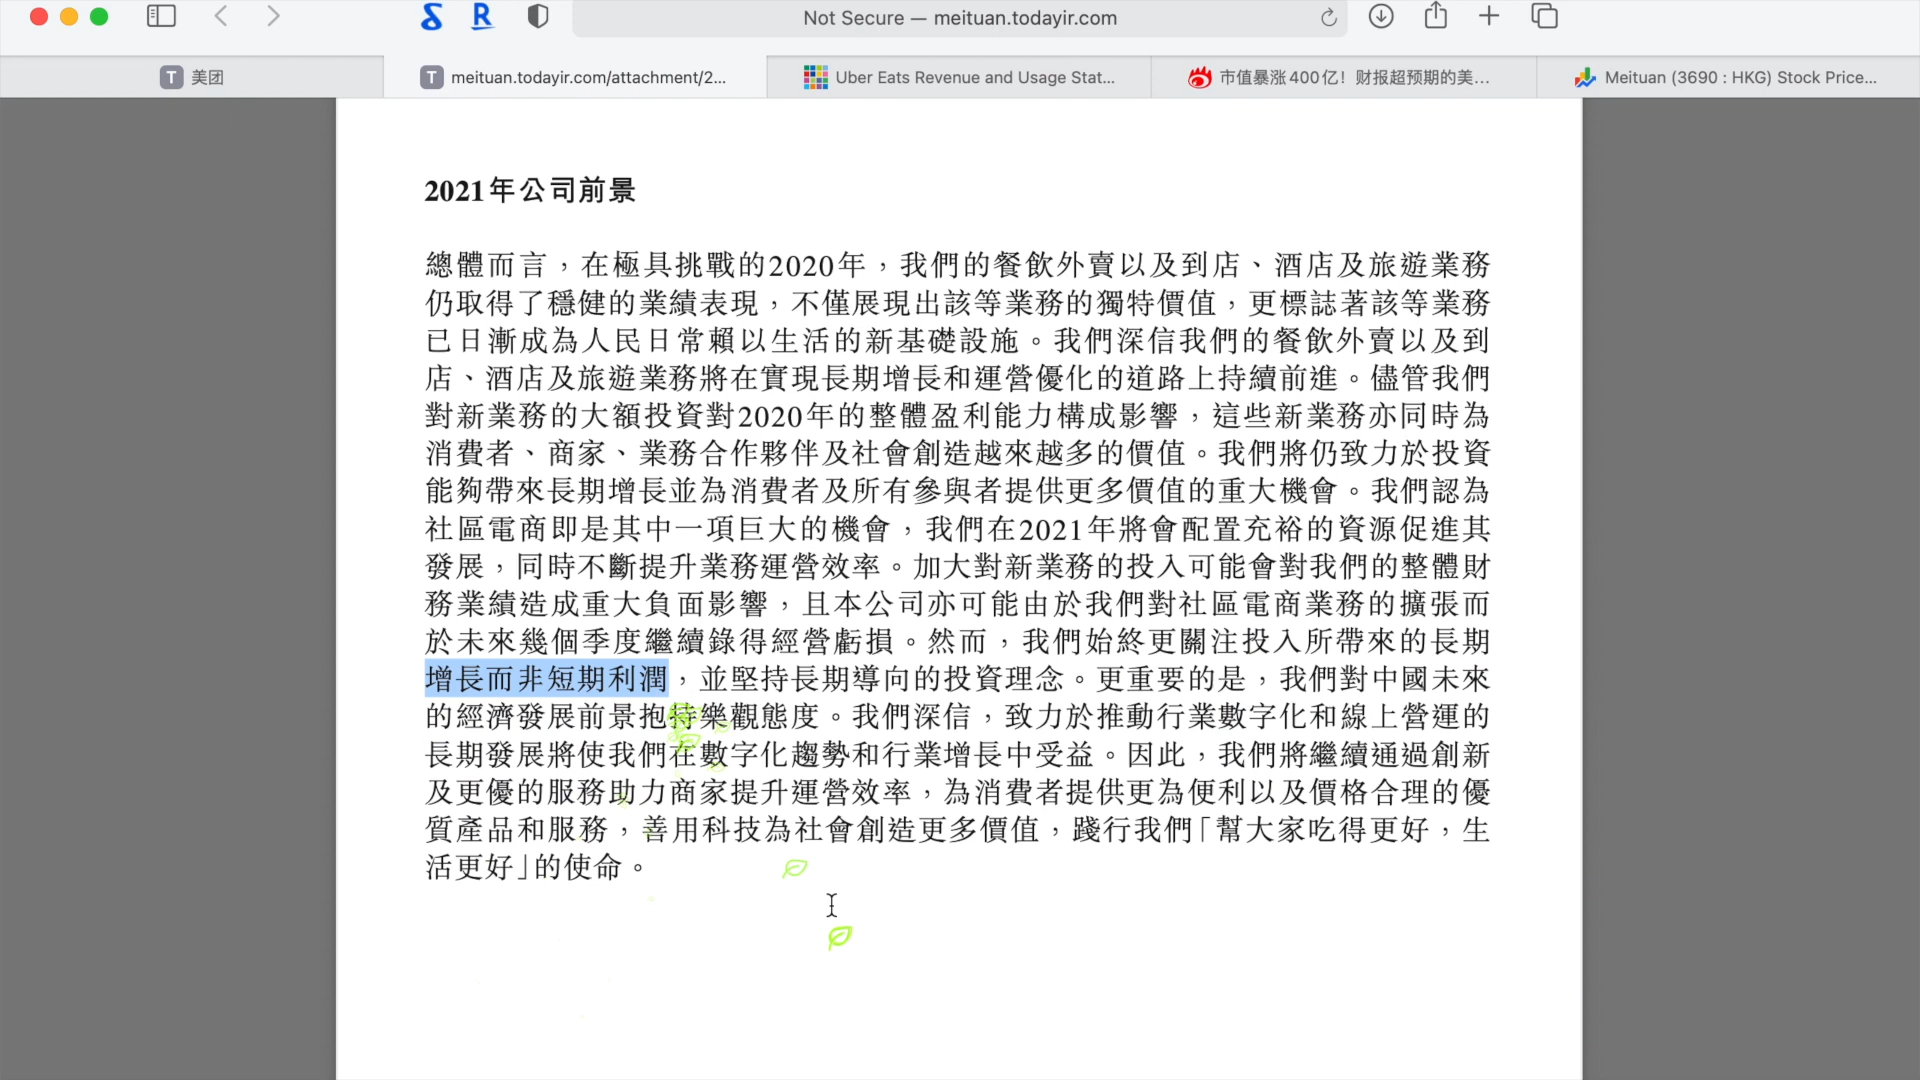 Not Secure — meituan.todayir.com
美团
meituan.todayir.com/attachment/2...
Uber Eats Revenue and Usage Stat...
市值暴涨400亿！财报超预期的美...
Meituan (3690 : HKG) Stock Price...
2021年公司前景
總體而言，在極具挑戰的2020年，我們的餐飲外賣以及到店、酒店及旅遊業務
仍取得了穩健的業績表現，不僅展現出該等業務的獨特價值，更標誌著該等業務
已日漸成為人民日常賴以生活的新基礎設施。我們深信我們的餐飲外賣以及到
店、酒店及旅遊業務將在實現長期增長和運營優化的道路上持續前進。儘管我們
對新業務的大額投資對2020年的整體盈利能力構成影響，這些新業務亦同時為
消費者、商家、業務合作夥伴及社會創造越來越多的價值。我們將仍致力於投資
能夠帶來長期增長並為消費者及所有參與者提供更多價值的重大機會。我們認為
社區電商即是其中一項巨大的機會，我們在2021年將會配置充裕的資源促進其
發展，同時不斷提升業務運營效率。加大對新業務的投入可能會對我們的整體財
務業績造成重大負面影響，且本公司亦可能由於我們對社區電商業務的擴張而
於未來幾個季度繼續錄得經營虧損。然而，我們始終更關注投入所帶來的長期
增長而非短期利潤，並堅持長期導向的投資理念。更重要的是，我們對中國未來
的經濟發展前景抱有樂觀態度。我們深信，致力於推動行業數字化和線上營運的
長期發展將使我們在數字化趨勢和行業增長中受益。因此，我們將繼續通過創新
及更優的服務助力商家提升運營效率，為消費者提供更為便利以及價格合理的優
質產品和服務，善用科技為社會創造更多價值，踐行我們「幫大家吃得更好，生
活更好」的使命。